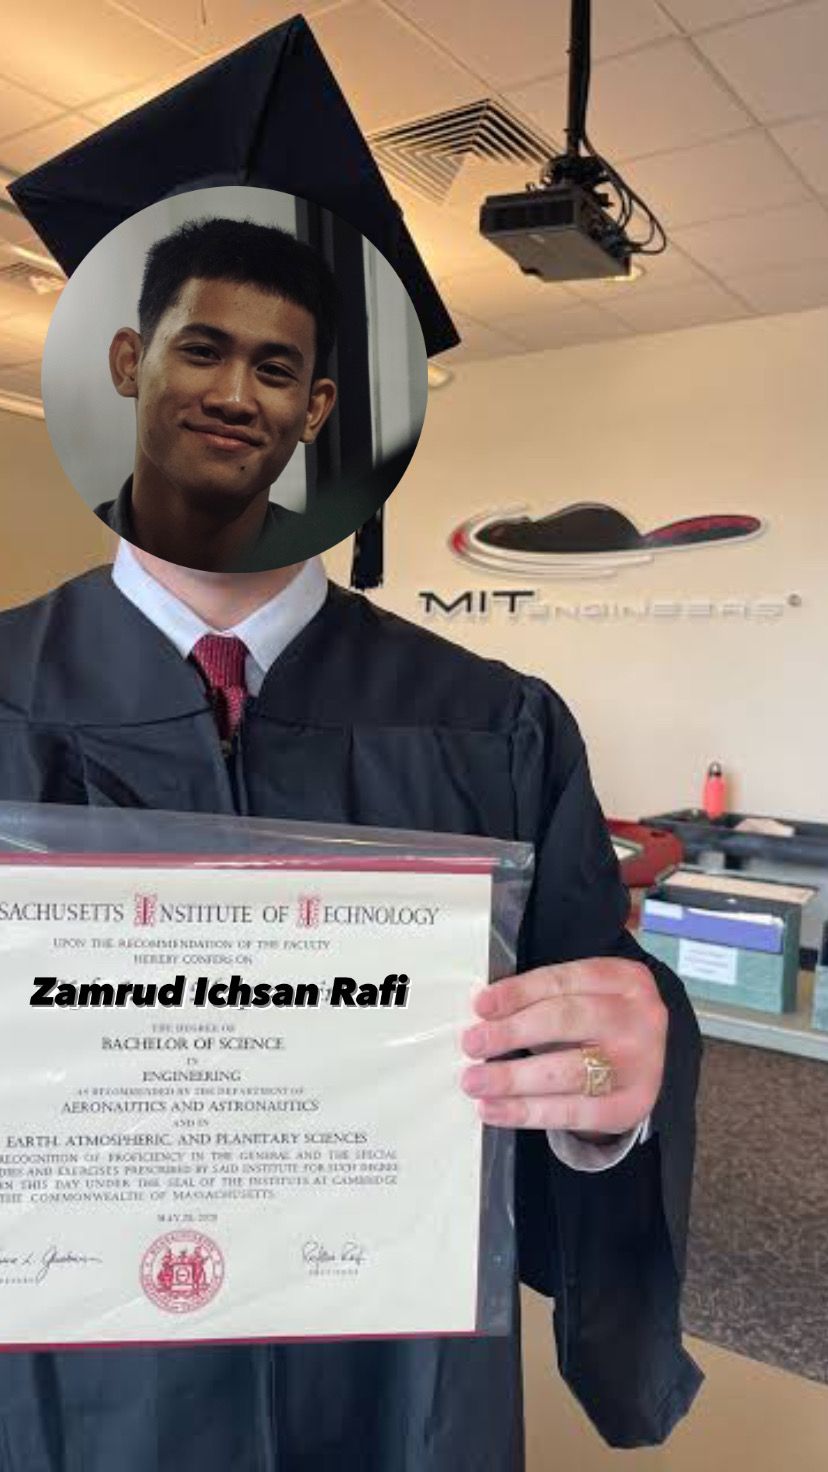 MIT ENGINEERS
SACHUSETTS INSTITUTE OF TECHNOLOGY
UPON THE RECOMMENDATION OF THE FACULTY
HEREBY CONFERS ON
Zamrud Ichsan Rafi
THE DEGREE OF
BACHELOR OF SCIENCE
IN
ENGINEERING
AS RECOMMENDED BY THE DEPARTMENT OF
AERONAUTICS AND ASTRONAUTICS
AND IN
EARTH, ATMOSPHERIC, AND PLANETARY SCIENCES
RECOGNITION OF PROFICIENCY IN THE GENERAL AND THE SPECIAL
DIES AND EXERCISES PRESCRIBED BY SAID INSTITUTE FOR SUCH DEGREE
EN THIS DAY UNDER THE SEAL OF THE INSTITUTE AT CAMBRIDGE
THE COMMONWEALTH OF MASSACHUSETTS